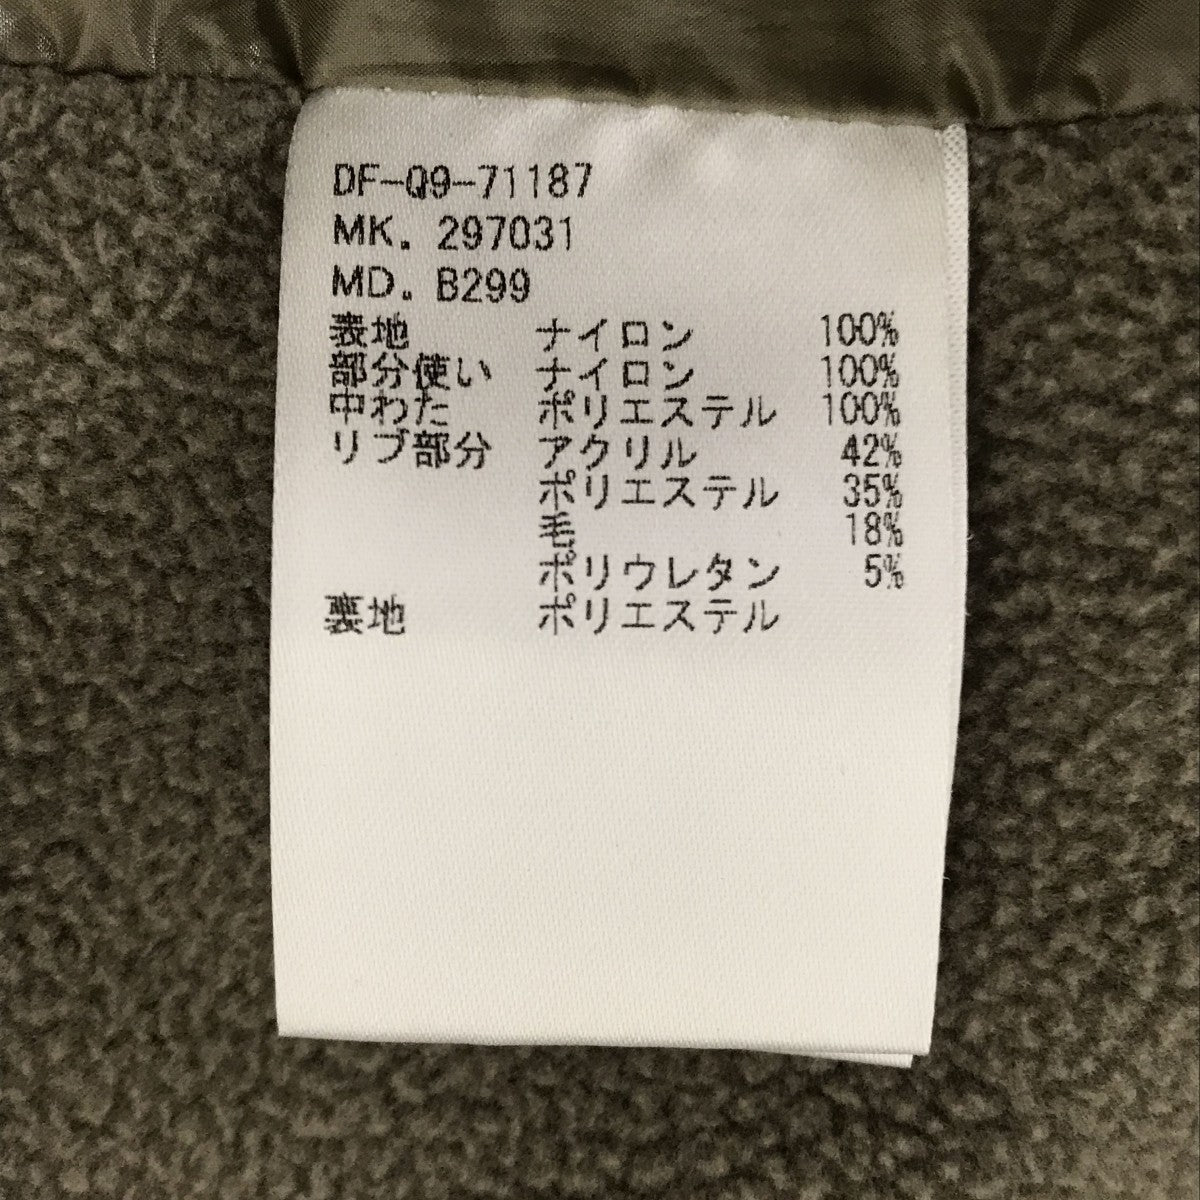 DF-Q9-71187
MK. 297031
MD. B299
表地 ナイロン 100%
部分使い ナイロン 100%
中わた ポリエステル 100%
リブ部分 アクリル 42%
ポリエステル 35%
毛 18%
ポリウレタン 5%
裏地 ポリエステル